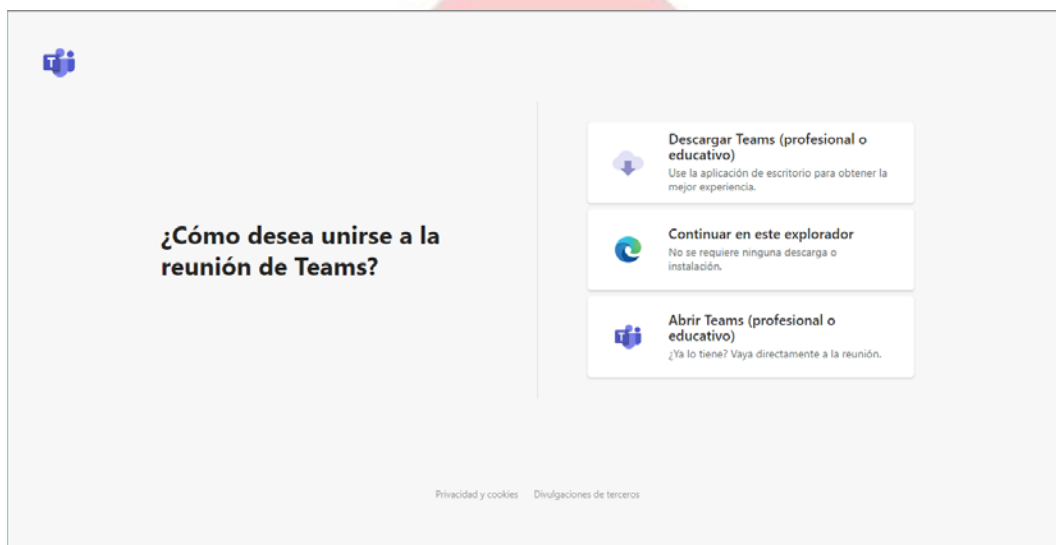 ¿Cómo desea unirse a la
reunión de Teams?
Descargar Teams (profesional o
educativo)
Use la aplicación de escritorio para obtener la
mejor experiencia.
Continuar en este explorador
No se requiere ninguna descarga o
instalación.
Abrir Teams (profesional o
educativo)
¿Ya lo tiene? Vaya directamente a la reunión.
Privacidad y cookies Divulgaciones de terceros